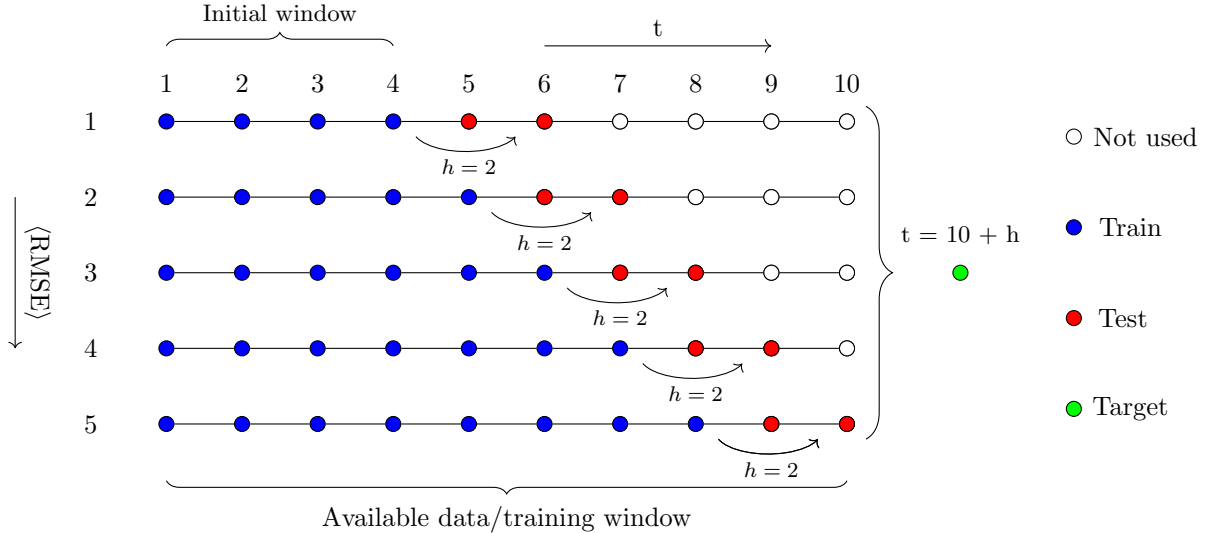 Initial window
t
1 2 3 4 5 6 7 8 9 10
1
h = 2
Not used
2
h = 2
⟨RMSE⟩
t = 10 + h
Train
3
h = 2
Test
4
h = 2
Target
5
h = 2
Available data/training window